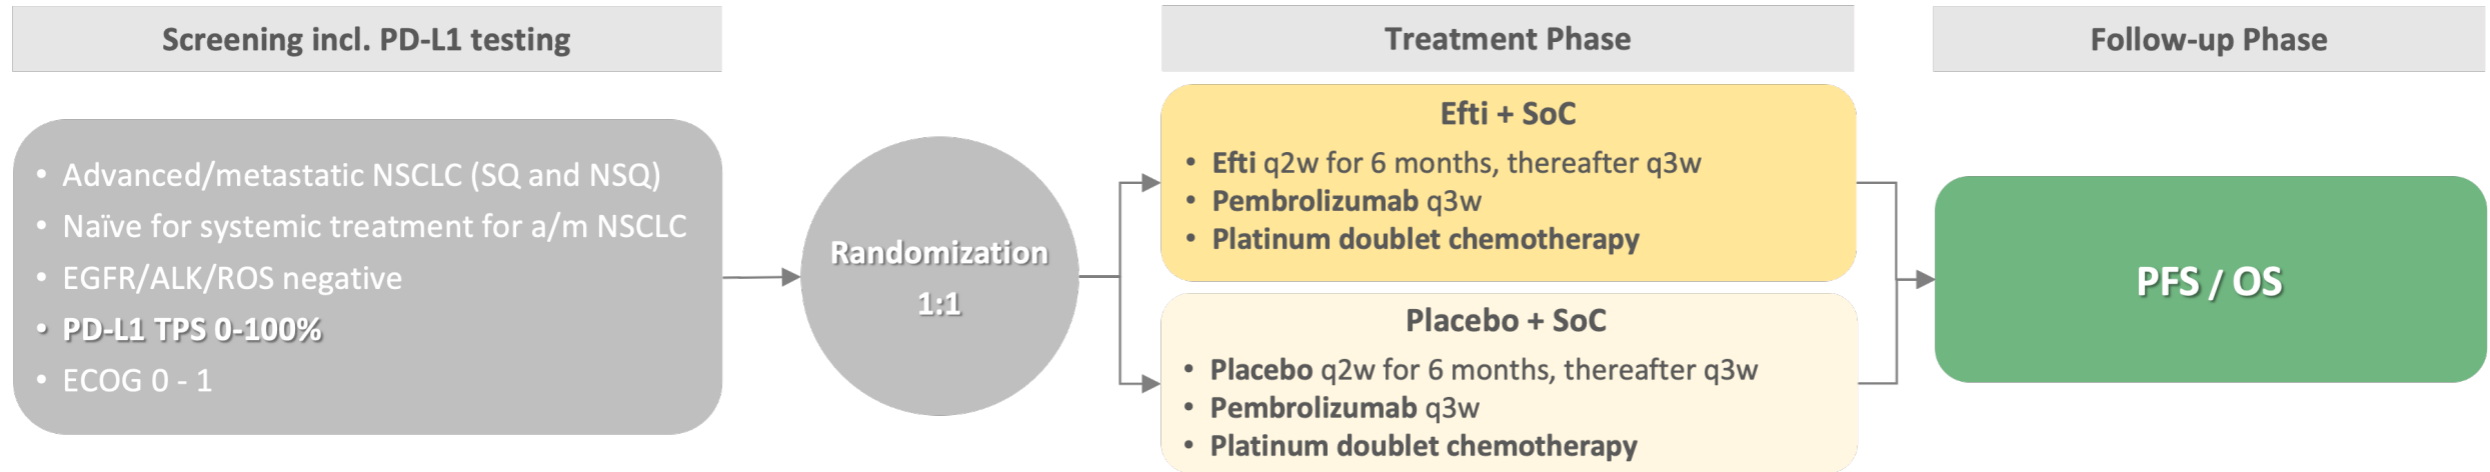 Screening incl. PD-L1 testing
• Advanced/metastatic NSCLC (SQ and NSQ)
• Naïve for systemic treatment for a/m NSCLC
• EGFR/ALK/ROS negative
• PD-L1 TPS 0-100%
• ECOG 0 - 1
Randomization
1:1
Treatment Phase
Efti + SoC
• Efti q2w for 6 months, thereafter q3w
• Pembrolizumab q3w
• Platinum doublet chemotherapy
Placebo + SoC
• Placebo q2w for 6 months, thereafter q3w
• Pembrolizumab q3w
• Platinum doublet chemotherapy
Follow-up Phase
PFS / OS